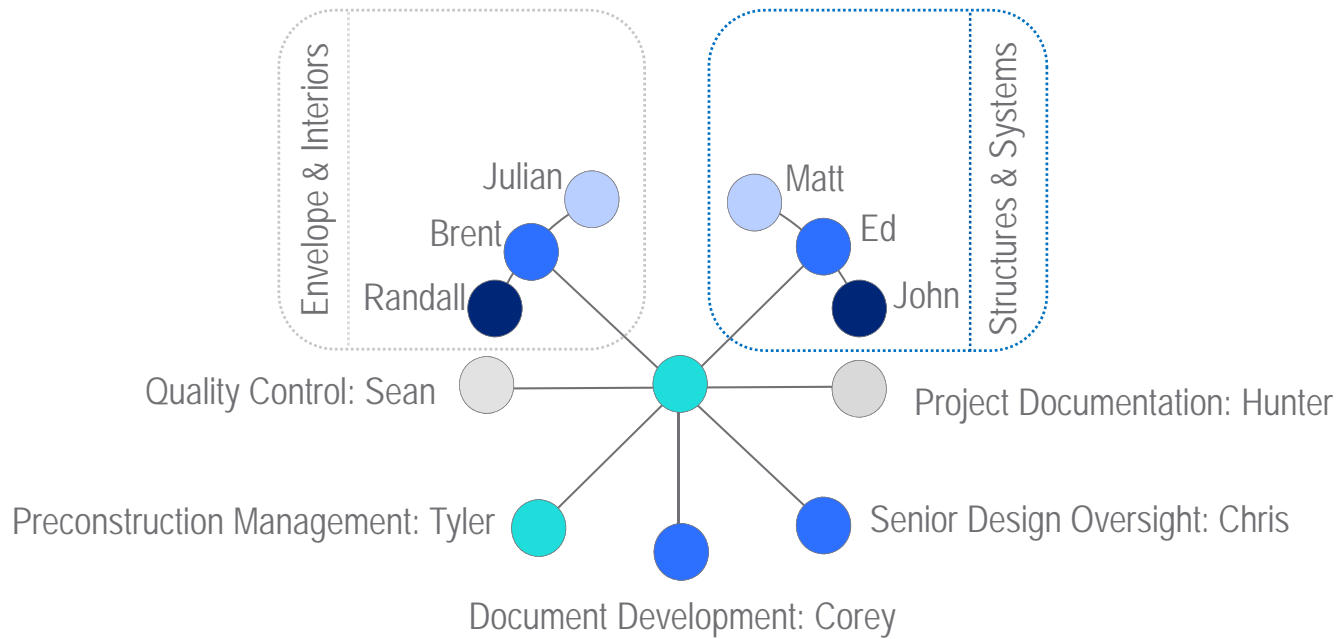 Envelope & Interiors
Structures & Systems
Julian
Matt
Brent
Ed
Randall
John
Quality Control: Sean
Project Documentation: Hunter
Preconstruction Management: Tyler
Senior Design Oversight: Chris
Document Development: Corey